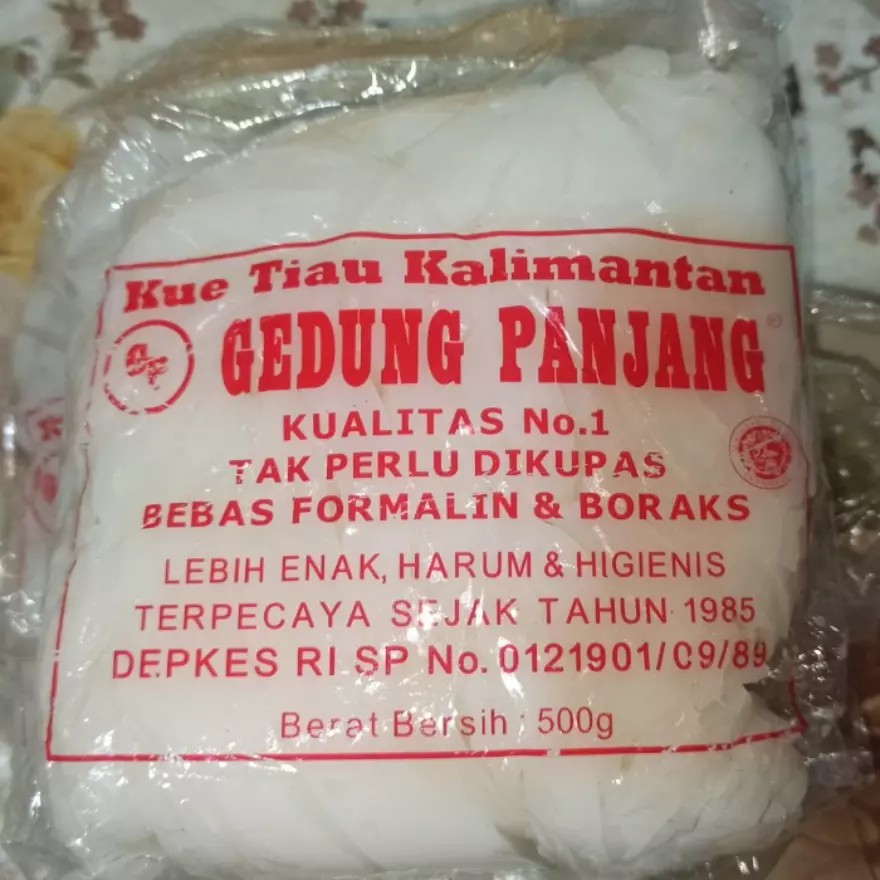 Kue Tiau Kalimantan
GEDUNG PANJANG
KUALITAS No.1
TAK PERLU DIKUPAS
BEBAS FORMALIN & BORAKS
LEBIH ENAK, HARUM & HIGIENIS
TERPECAYA SEJAK TAHUN 1985
DEPKES RI SP No. 0121901/09/89
Berat Bersih : 500g